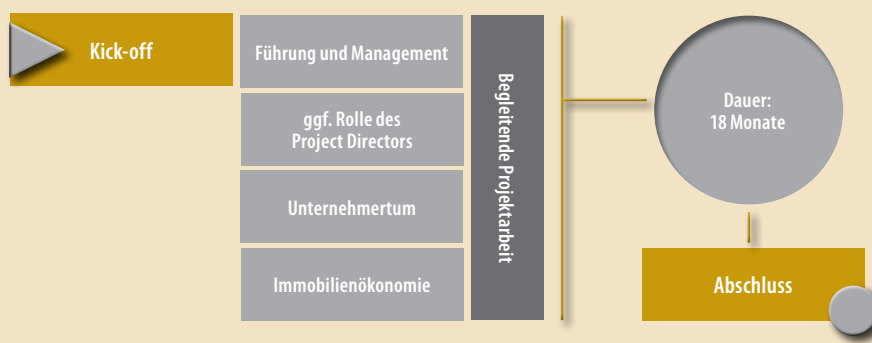 Kick-off
Führung und Management
ggf. Rolle des
Project Directors
Unternehmertum
Immobilienökonomie
Begleitende Projektarbeit
Dauer:
18 Monate
Abschluss